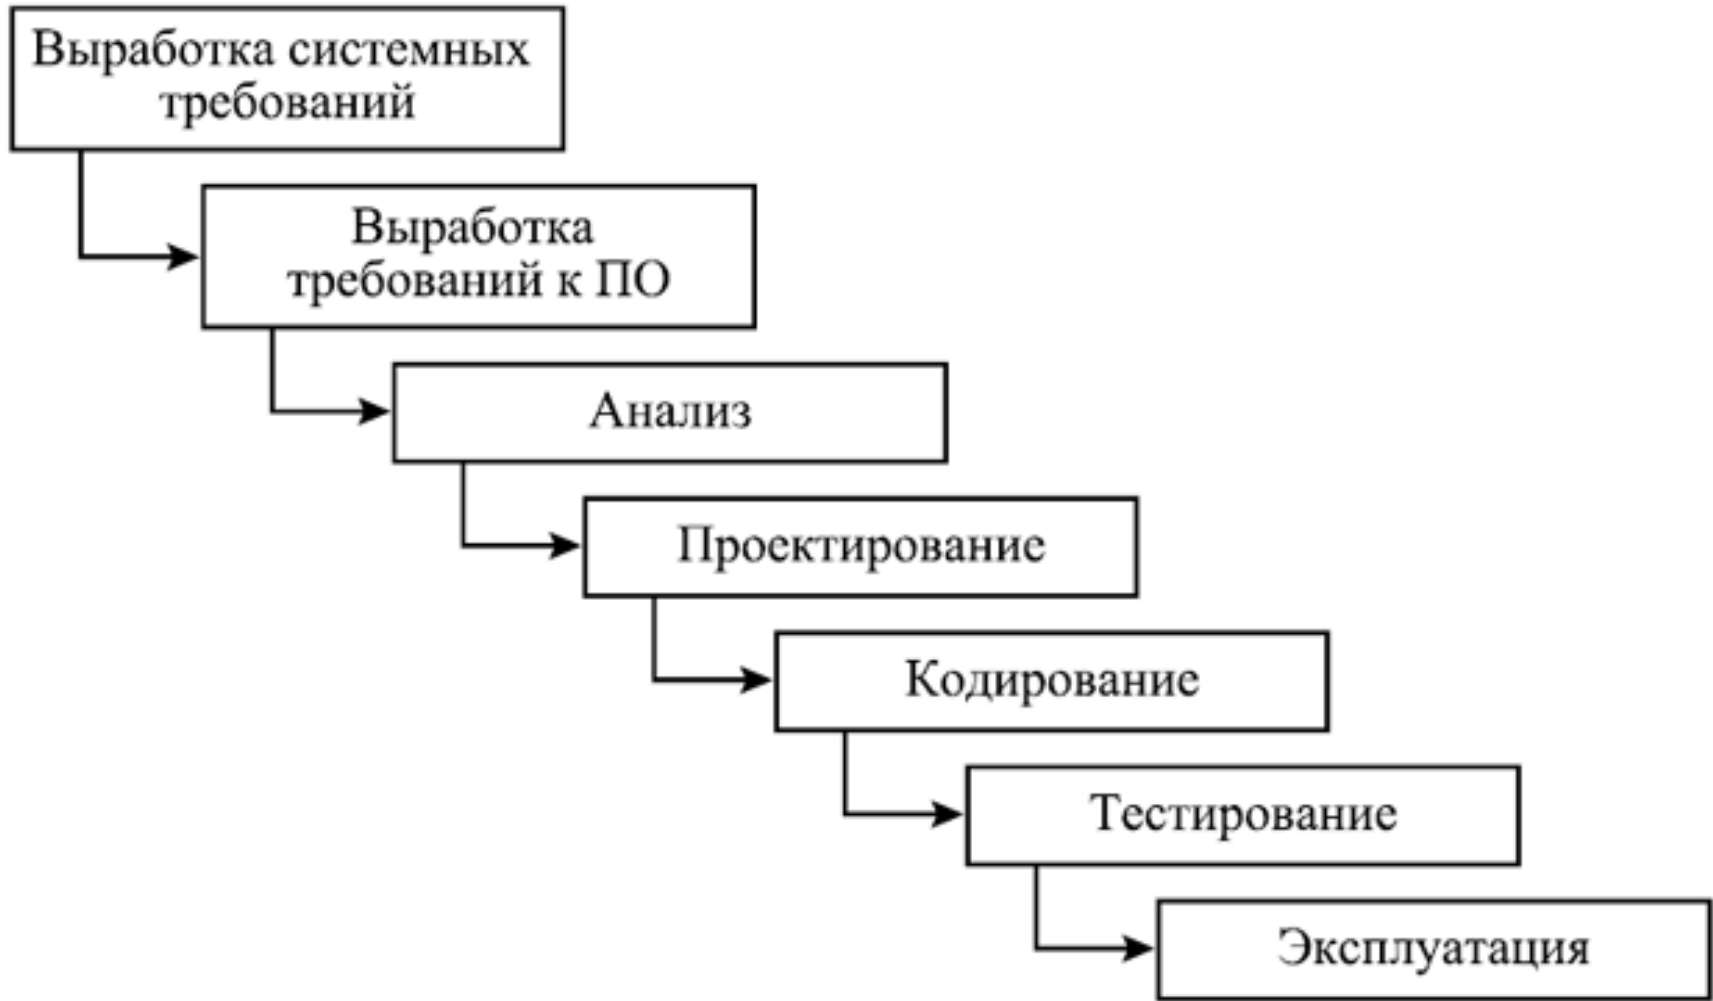 Выработка системных
требований
Выработка
требований к ПО
Анализ
Проектирование
Кодирование
Тестирование
Эксплуатация